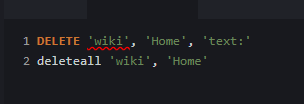 1 DELETE 'wiki', 'Home', 'text:'
2 deleteall 'wiki', 'Home'